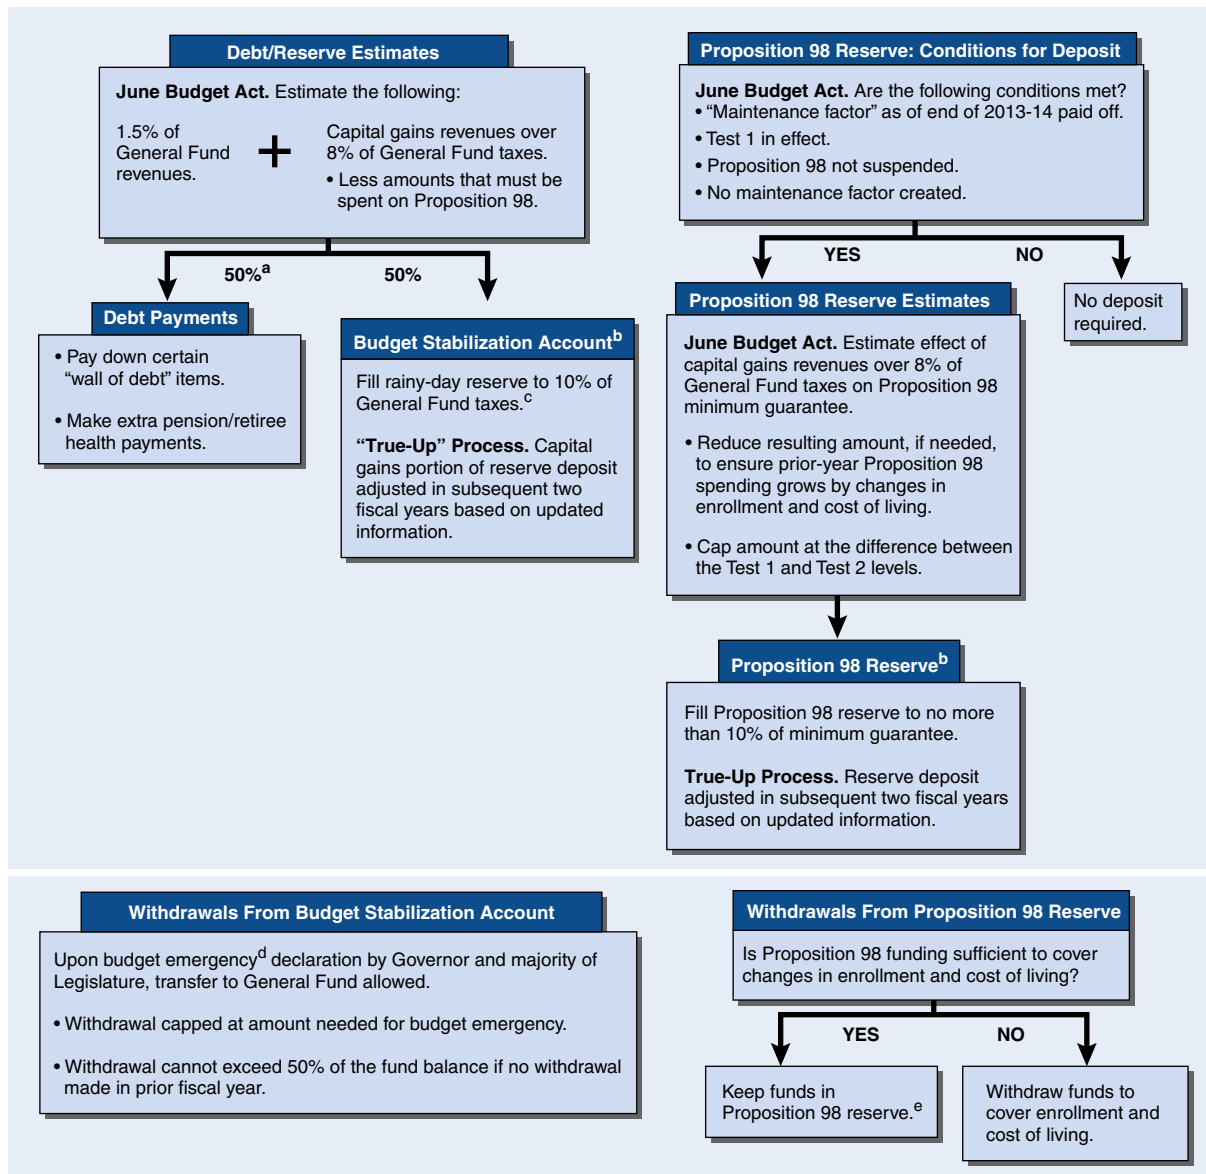 Debt/Reserve Estimates
June Budget Act. Estimate the following:
1.5% of
General Fund
revenues.
+
Capital gains revenues over
8% of General Fund taxes.
• Less amounts that must be
spent on Proposition 98.
50%a
50%
Debt Payments
• Pay down certain
“wall of debt” items.
• Make extra pension/retiree
health payments.
Budget Stabilization Accountb
Fill rainy-day reserve to 10% of
General Fund taxes.c
“True-Up” Process. Capital
gains portion of reserve deposit
adjusted in subsequent two
fiscal years based on updated
information.
Proposition 98 Reserve: Conditions for Deposit
June Budget Act. Are the following conditions met?
• “Maintenance factor” as of end of 2013-14 paid off.
• Test 1 in effect.
• Proposition 98 not suspended.
• No maintenance factor created.
YES
NO
No deposit
required.
Proposition 98 Reserve Estimates
June Budget Act. Estimate effect of
capital gains revenues over 8% of
General Fund taxes on Proposition 98
minimum guarantee.
• Reduce resulting amount, if needed,
to ensure prior-year Proposition 98
spending grows by changes in
enrollment and cost of living.
• Cap amount at the difference between
the Test 1 and Test 2 levels.
Proposition 98 Reserveb
Fill Proposition 98 reserve to no more
than 10% of minimum guarantee.
True-Up Process. Reserve deposit
adjusted in subsequent two fiscal years
based on updated information.
Withdrawals From Budget Stabilization Account
Upon budget emergencyd declaration by Governor and majority of
Legislature, transfer to General Fund allowed.
• Withdrawal capped at amount needed for budget emergency.
• Withdrawal cannot exceed 50% of the fund balance if no withdrawal
made in prior fiscal year.
Withdrawals From Proposition 98 Reserve
Is Proposition 98 funding sufficient to cover
changes in enrollment and cost of living?
YES
NO
Keep funds in
Proposition 98 reserve.e
Withdraw funds to
cover enrollment and
cost of living.